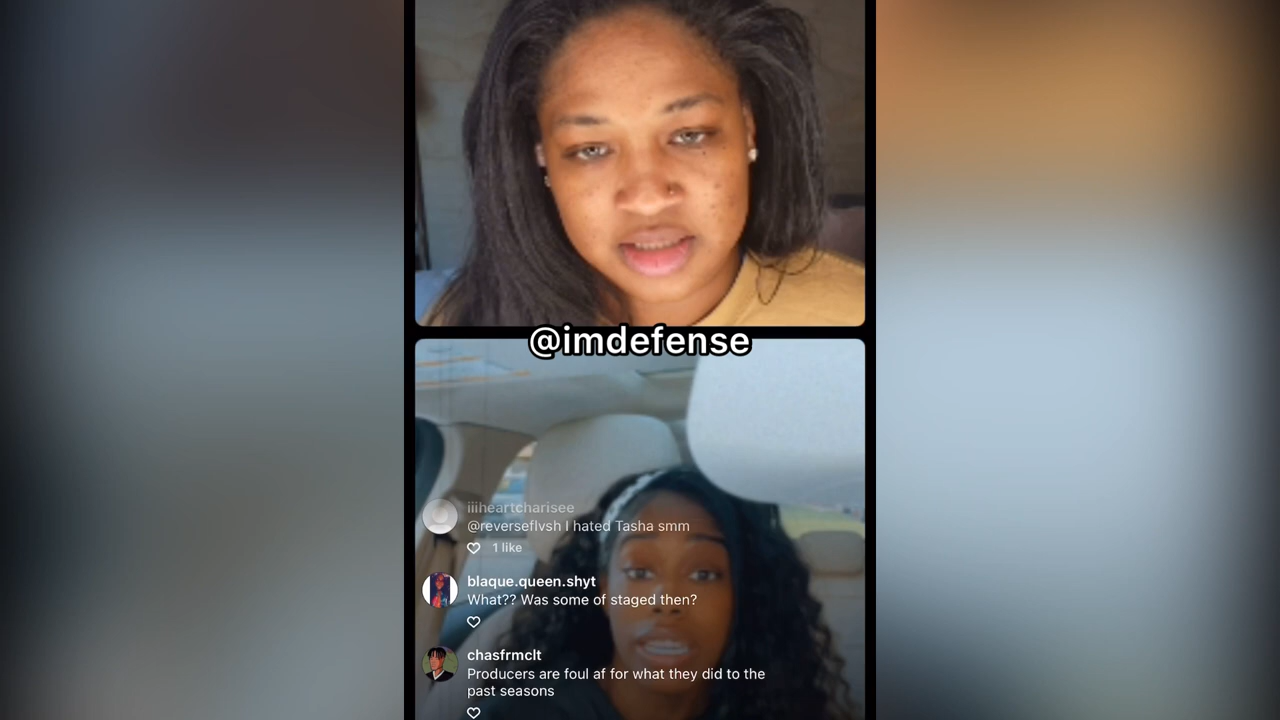 @imdefense
iiiheartcharisee
@reverseflvsh I hated Tasha smm
1 like
blaque.queen.shyt
What?? Was some of staged then?
chasfrmclt
Producers are foul af for what they did to the
past seasons